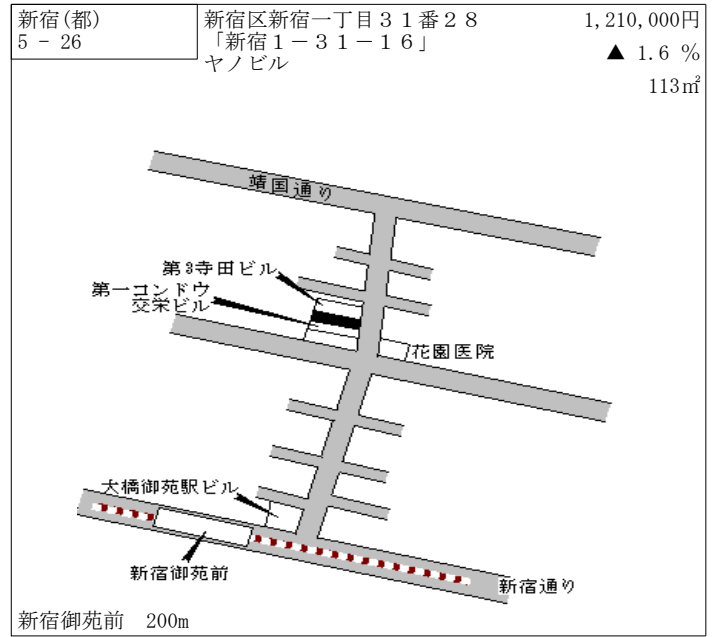 新宿(都)
5 - 26
新宿区新宿一丁目３１番２８
「新宿１－３１－１６」
ヤノビル
1,210,000円
▲ 1.6 %
113㎡
靖国通り
第3寺田ビル
第一コンドウ
交栄ビル
花園医院
大橋御苑駅ビル
新宿御苑前
新宿通り
新宿御苑前　200m